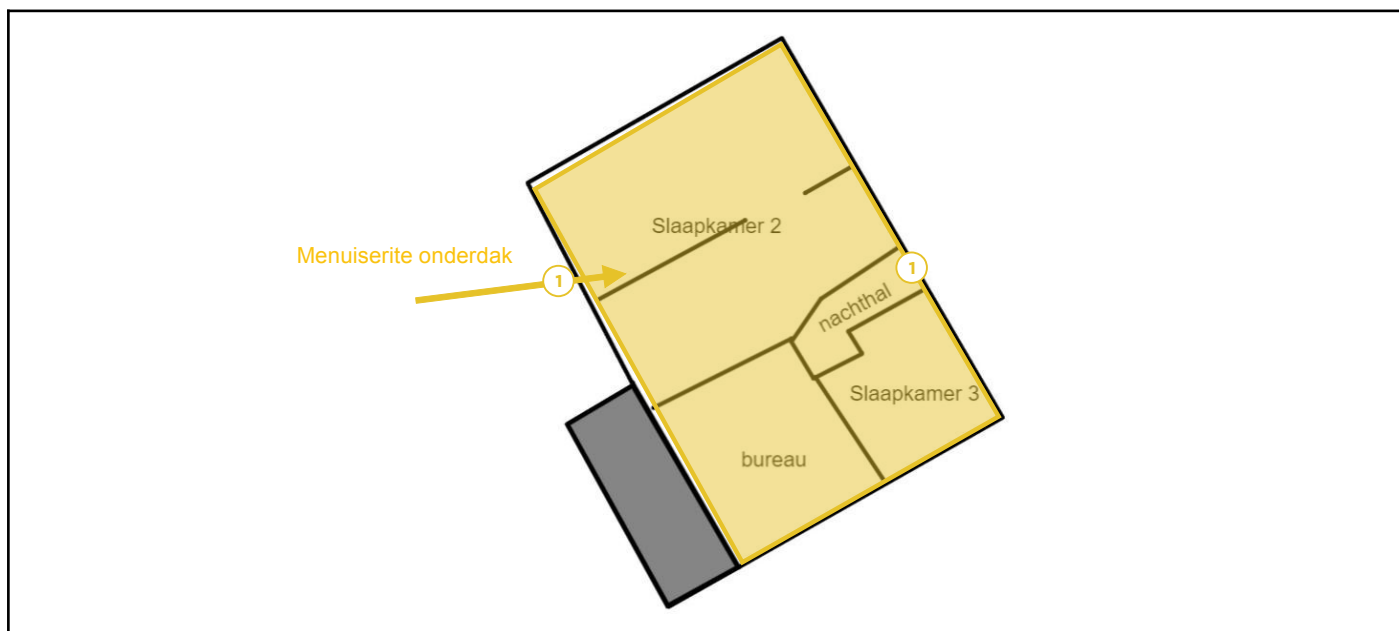 Slaapkamer 2
Menuiserite onderdak
1
1
nachthal
Slaapkamer 3
bureau